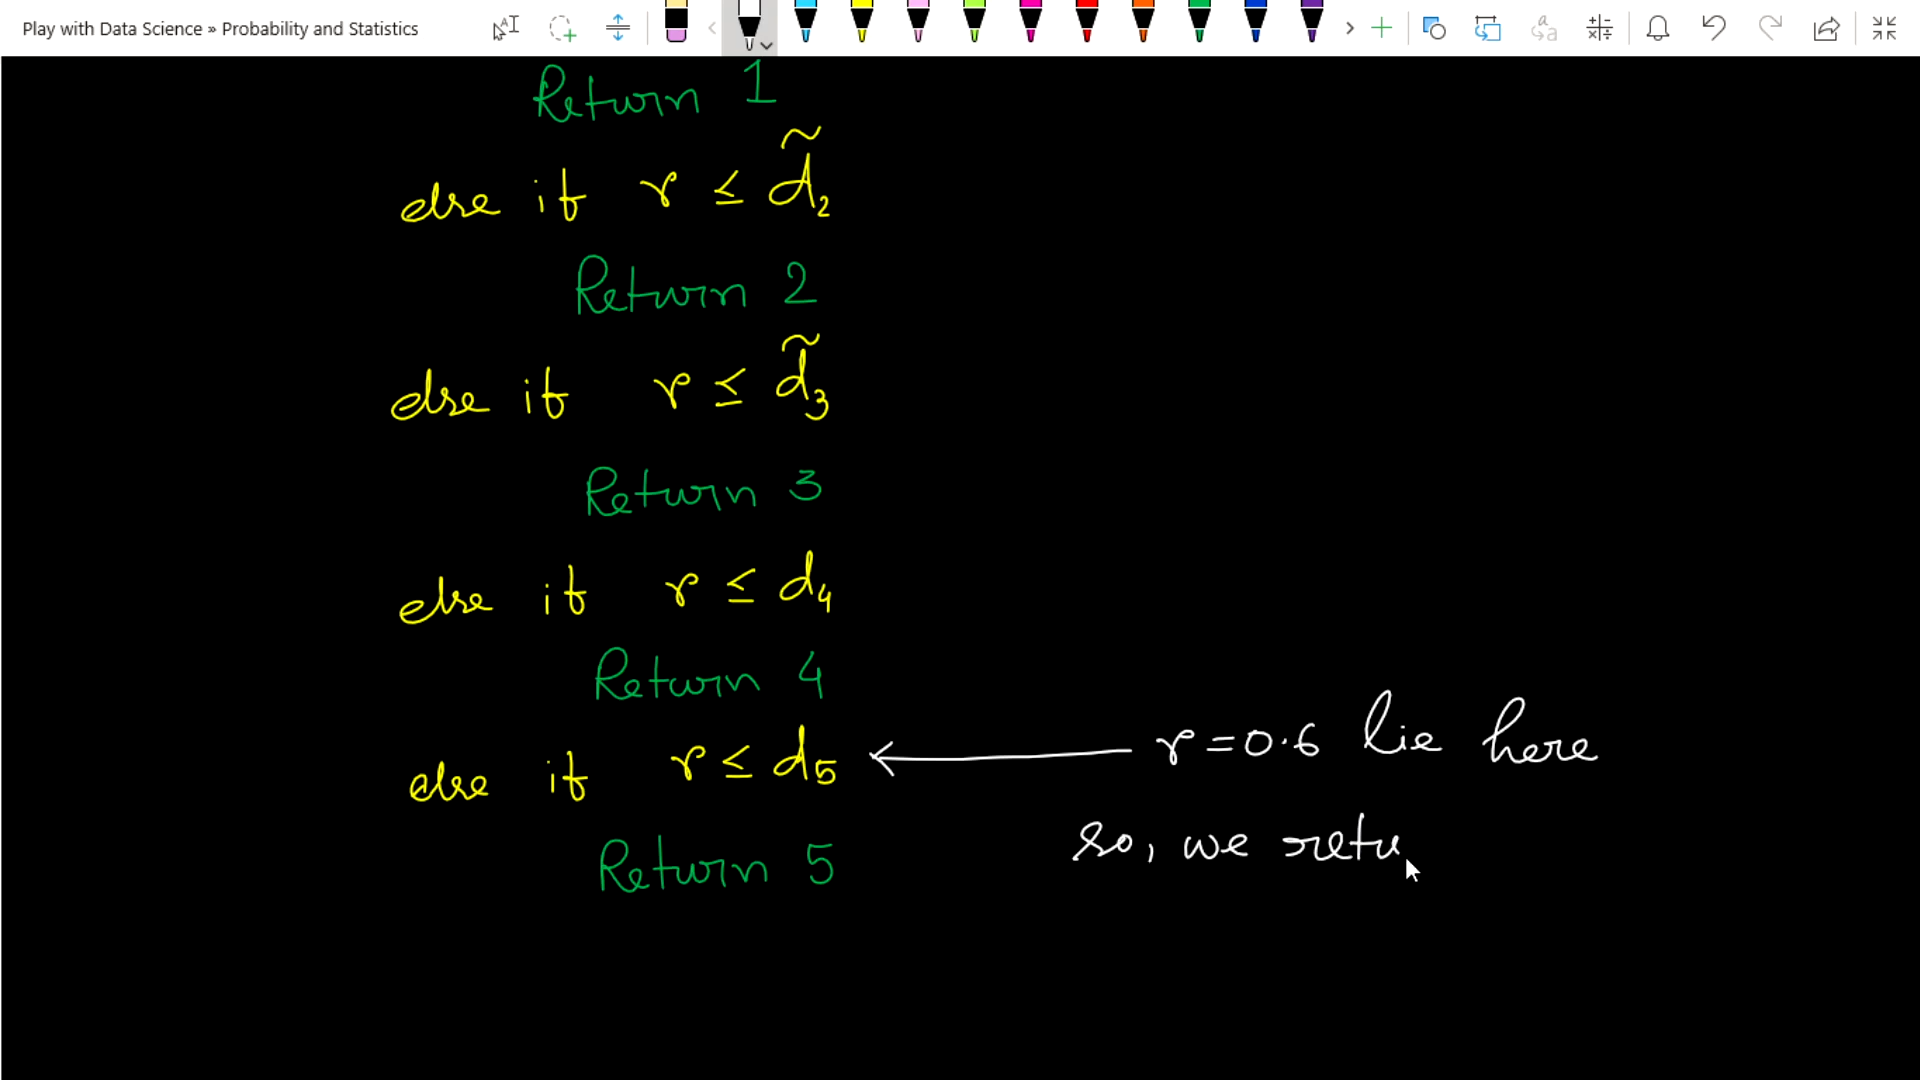 Play with Data Science » Probability and Statistics
Return 1
else if r ≤ d̃₂
Return 2
else if r ≤ d̃₃
Return 3
else if r ≤ d₄
Return 4
else if r ≤ d₅ ← r = 0.6 lie here
so, we retu
Return 5